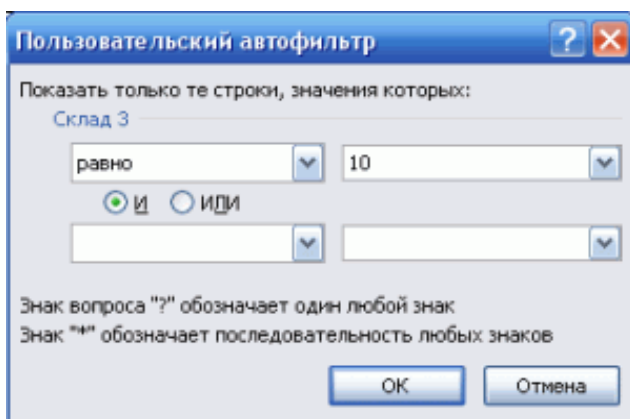 Пользовательский автофильтр
Показать только те строки, значения которых:
Склад 3
равно 10
И ИЛИ
Знак вопроса "?" обозначает один любой знак
Знак "*" обозначает последовательность любых знаков
ОК Отмена